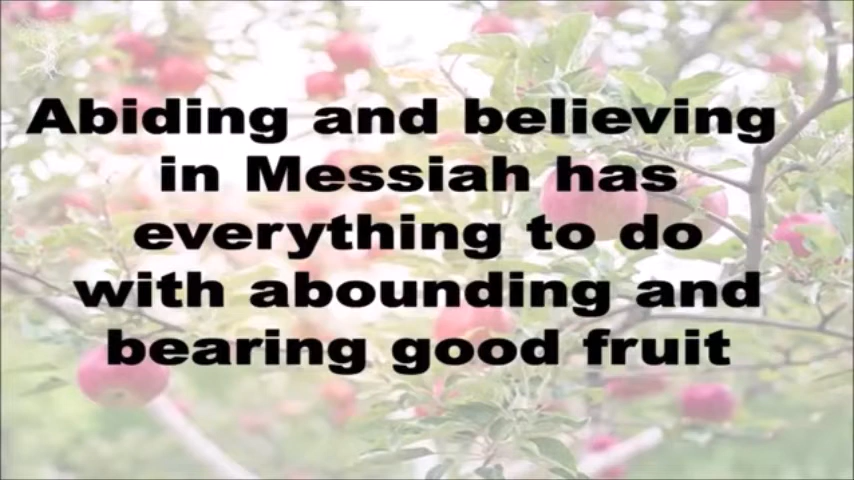 Abiding and believing
in Messiah has
everything to do
with abounding and
bearing good fruit